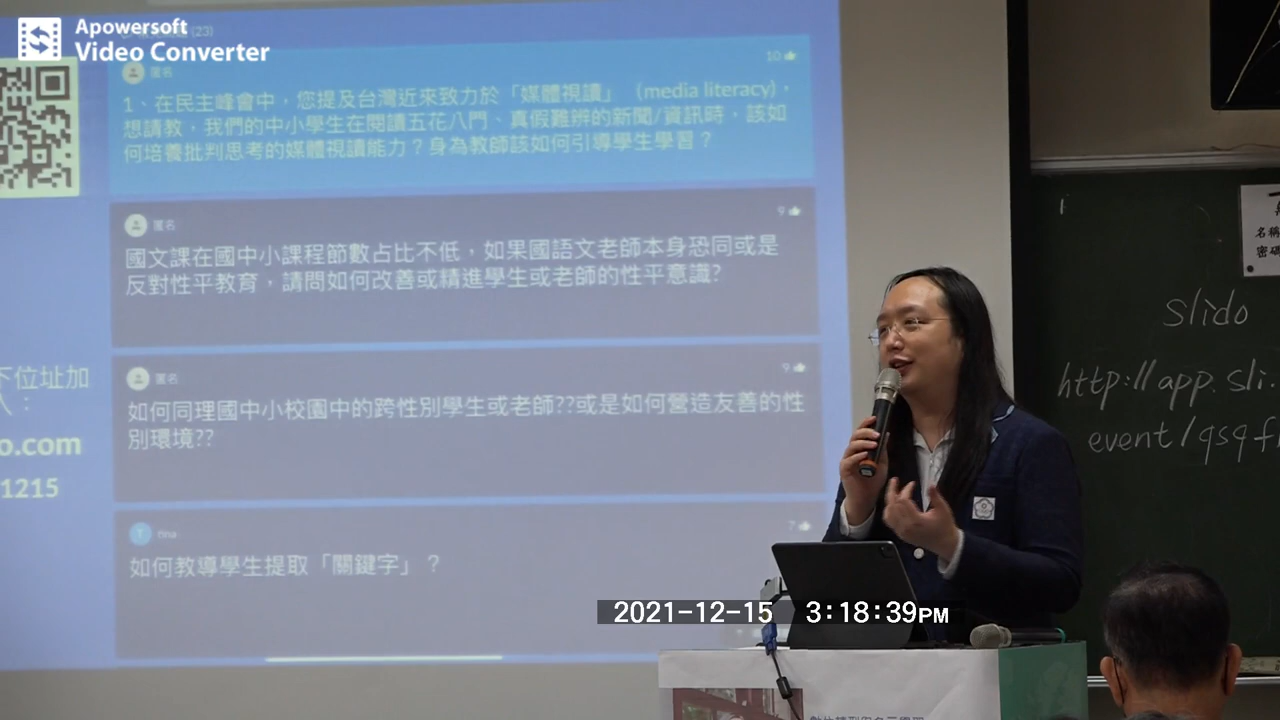 Apowersoft
Video Converter
(23)
匿名
10
1、在民主峰會中，您提及台灣近來致力於「媒體視讀」（media literacy)，
想請教，我們的中小學生在閱讀五花八門、真假難辨的新聞/資訊時，該如
何培養批判思考的媒體視讀能力？身為教師該如何引導學生學習？
匿名
9
國文課在國中小課程節數占比不低，如果國語文老師本身恐同或是
反對性平教育，請問如何改善或精進學生或老師的性平意識?
匿名
9
如何同理國中小校園中的跨性別學生或老師??或是如何營造友善的性
別環境??
T
tina
7
如何教導學生提取「關鍵字」？
下位址加
入：
o.com
1215
2021-12-15 3:18:39PM
名稱
密碼
slido
http://app.sli.
event/qsqf